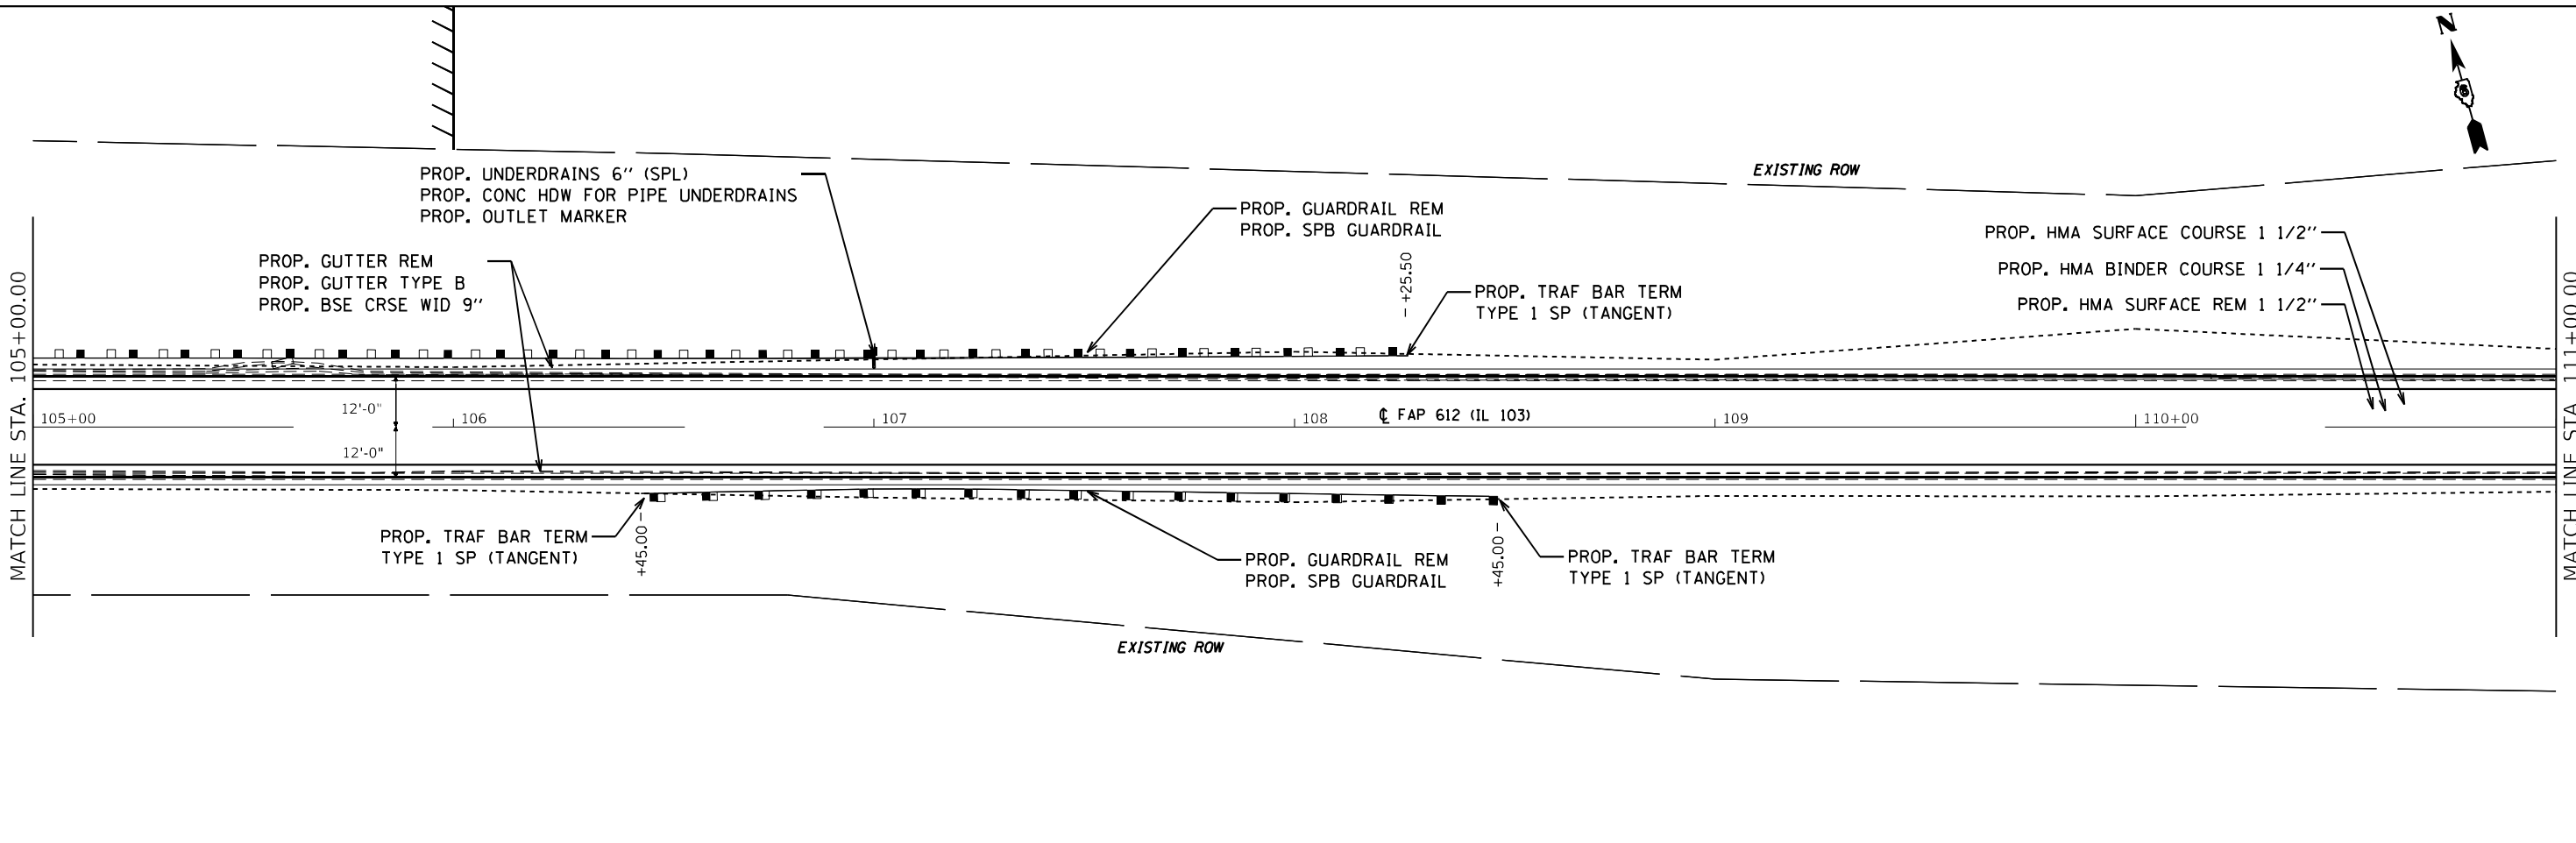 N
6
EXISTING ROW
PROP. UNDERDRAINS 6" (SPL)
PROP. CONC HDW FOR PIPE UNDERDRAINS
PROP. OUTLET MARKER
PROP. GUARDRAIL REM
PROP. SPB GUARDRAIL
PROP. HMA SURFACE COURSE 1 1/2"
PROP. HMA BINDER COURSE 1 1/4"
PROP. HMA SURFACE REM 1 1/2"
PROP. GUTTER REM
PROP. GUTTER TYPE B
PROP. BSE CRSE WID 9"
+25.50
PROP. TRAF BAR TERM
TYPE 1 SP (TANGENT)
MATCH LINE STA. 105+00.00
MATCH LINE STA. 111+00.00
12'-0"
105+00
106
107
108
℄ FAP 612 (IL 103)
109
110+00
12'-0"
PROP. TRAF BAR TERM
TYPE 1 SP (TANGENT)
+45.00
PROP. GUARDRAIL REM
PROP. SPB GUARDRAIL
+45.00
PROP. TRAF BAR TERM
TYPE 1 SP (TANGENT)
EXISTING ROW